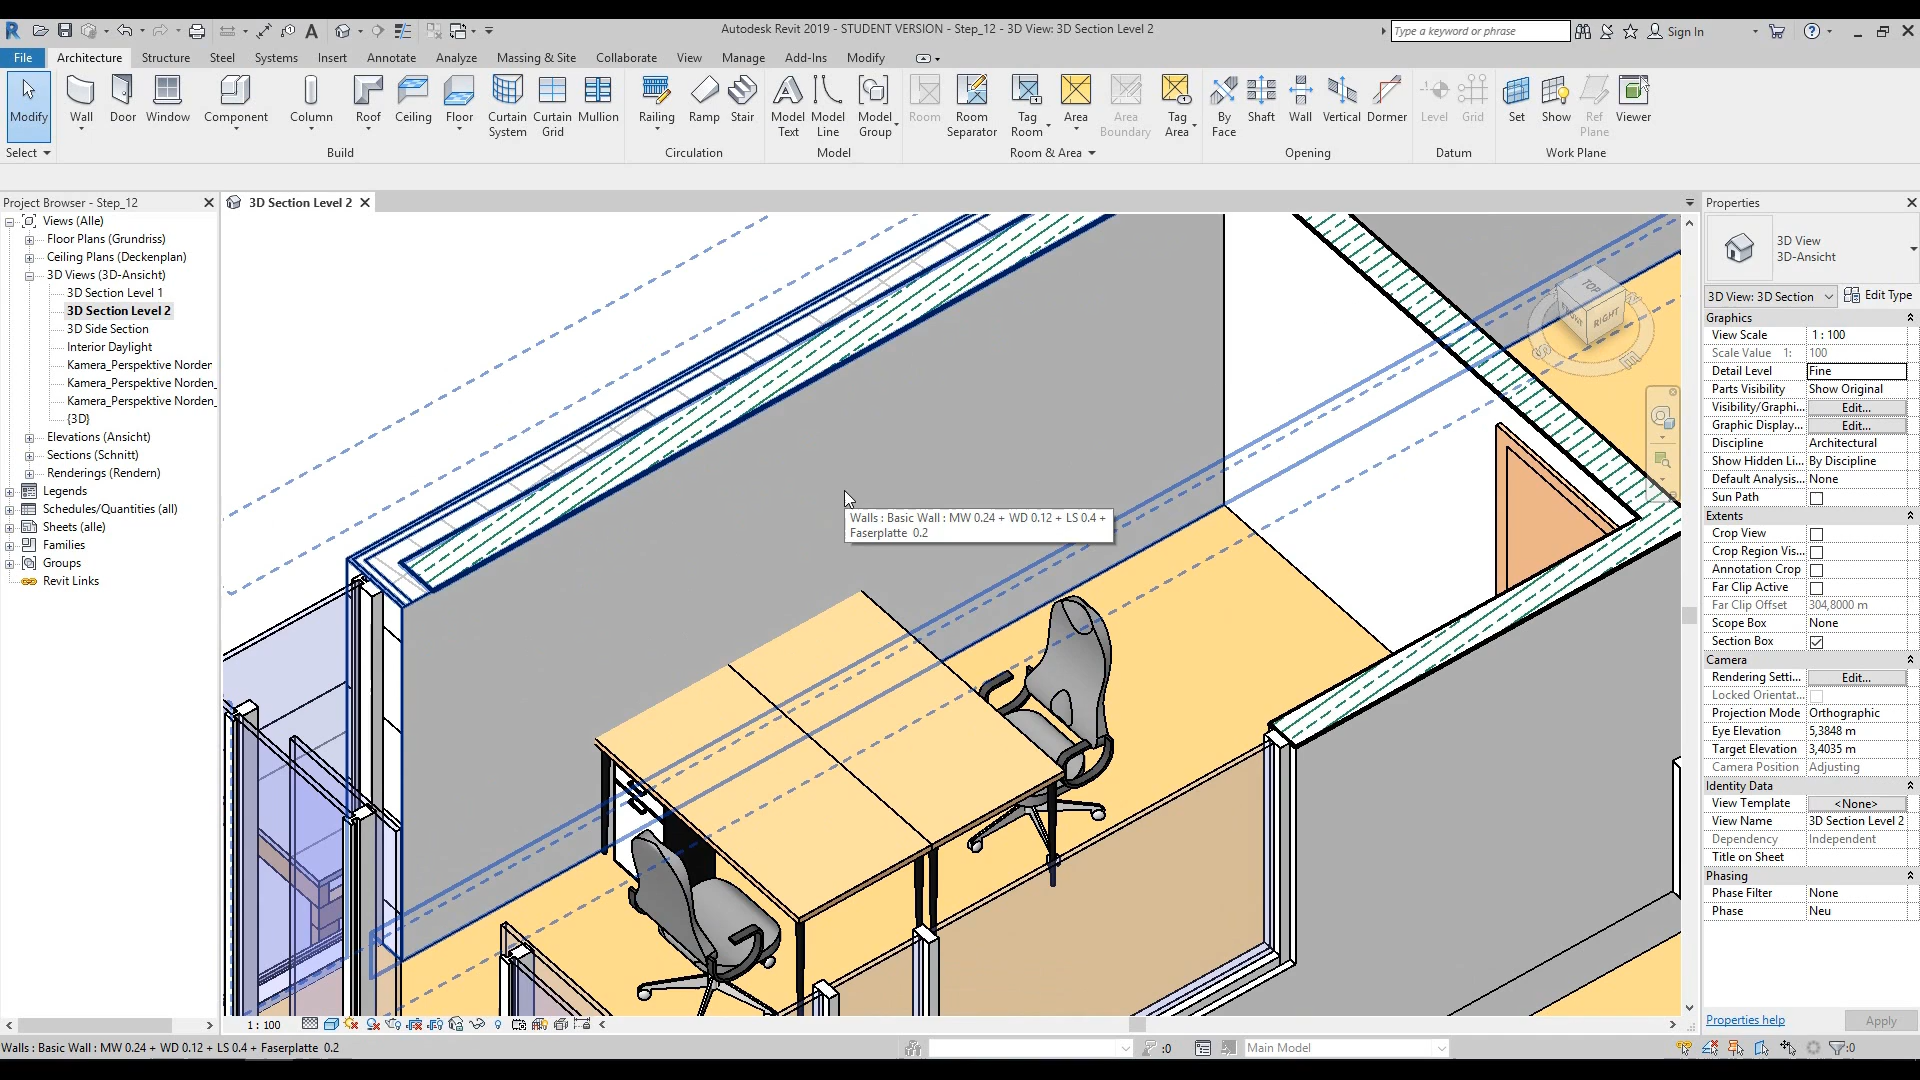 Autodesk Revit 2019 - STUDENT VERSION - Step_12 - 3D View: 3D Section Level 2
Type a keyword or phrase
Sign In
File Architecture Structure Steel Systems Insert Annotate Analyze Massing & Site Collaborate View Manage Add-Ins Modify
Modify Wall Door Window Component Column Roof Ceiling Floor Curtain System Curtain Grid Mullion Railing Ramp Stair Model Text Model Line Model Group Room Room Separator Tag Room Area Area Boundary Tag Area By Face Shaft Wall Vertical Dormer Level Grid Set Show Ref Plane Viewer
Select Build Circulation Model Room & Area Opening Datum Work Plane
Project Browser - Step_12
Views (Alle)
Floor Plans (Grundriss)
Ceiling Plans (Deckenplan)
3D Views (3D-Ansicht)
3D Section Level 1
3D Section Level 2
3D Side Section
Interior Daylight
Kamera_Perspektive Norden
Kamera_Perspektive Norden_
Kamera_Perspektive Norden_
{3D}
Elevations (Ansicht)
Sections (Schnitt)
Renderings (Rendern)
Legends
Schedules/Quantities (all)
Sheets (alle)
Families
Groups
Revit Links
3D Section Level 2
TOP
FRONT
RIGHT
Walls : Basic Wall : MW 0.24 + WD 0.12 + LS 0.4 +
Faserplatte 0.2
Properties
3D View
3D-Ansicht
3D View: 3D Section Edit Type
Graphics
View Scale 1 : 100
Scale Value 1: 100
Detail Level Fine
Parts Visibility Show Original
Visibility/Graphi... Edit...
Graphic Display... Edit...
Discipline Architectural
Show Hidden Li... By Discipline
Default Analysis... None
Sun Path
Extents
Crop View
Crop Region Vis...
Annotation Crop
Far Clip Active
Far Clip Offset 304,8000 m
Scope Box None
Section Box
Camera
Rendering Setti... Edit...
Locked Orientat...
Projection Mode Orthographic
Eye Elevation 5,3848 m
Target Elevation 3,4035 m
Camera Position Adjusting
Identity Data
View Template <None>
View Name 3D Section Level 2
Dependency Independent
Title on Sheet
Phasing
Phase Filter None
Phase Neu
Properties help Apply
1 : 100
Walls : Basic Wall : MW 0.24 + WD 0.12 + LS 0.4 + Faserplatte 0.2
:0
Main Model
:0